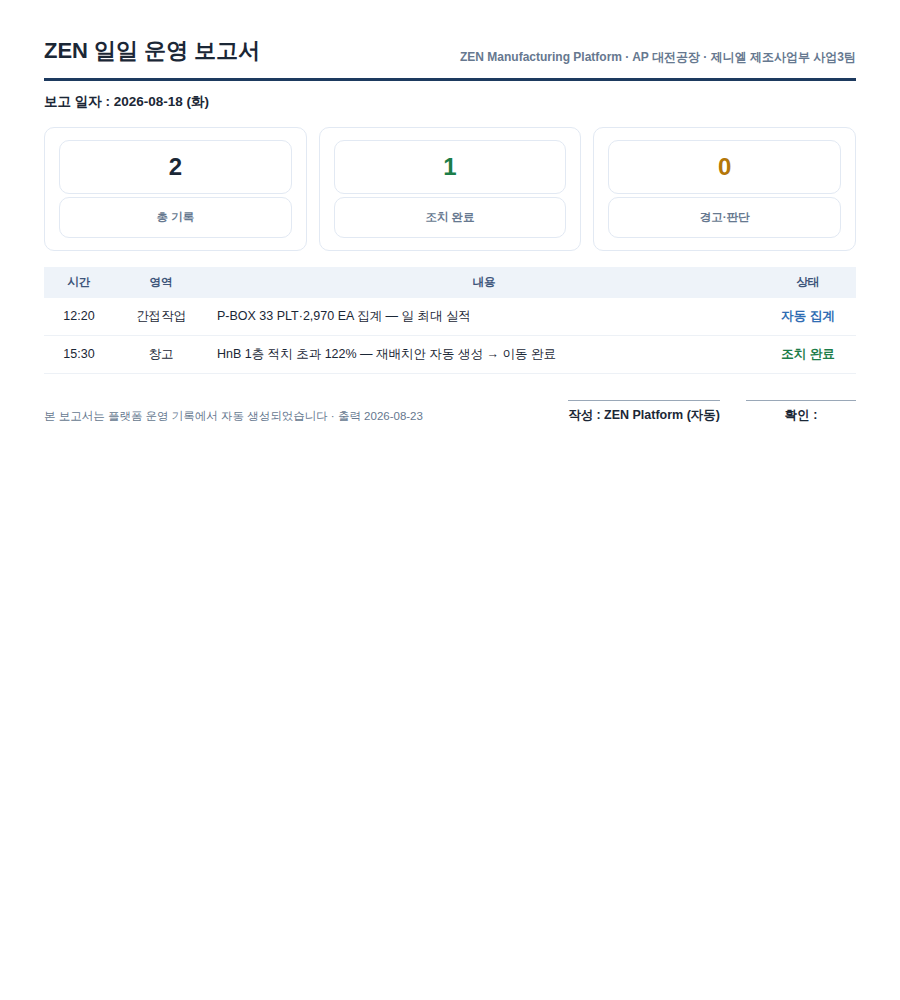 ZEN 일일 운영 보고서
ZEN Manufacturing Platform · AP 대전공장 · 제니엘 제조사업부 사업3팀
보고 일자 : 2026-08-18 (화)
2
총 기록
1
조치 완료
0
경고·판단
시간 영역 내용 상태
12:20 간접작업 P-BOX 33 PLT·2,970 EA 집계 — 일 최대 실적 자동 집계
15:30 창고 HnB 1층 적치 초과 122% — 재배치안 자동 생성 → 이동 완료 조치 완료
본 보고서는 플랫폼 운영 기록에서 자동 생성되었습니다 · 출력 2026-08-23
작성 : ZEN Platform (자동)
확인 :